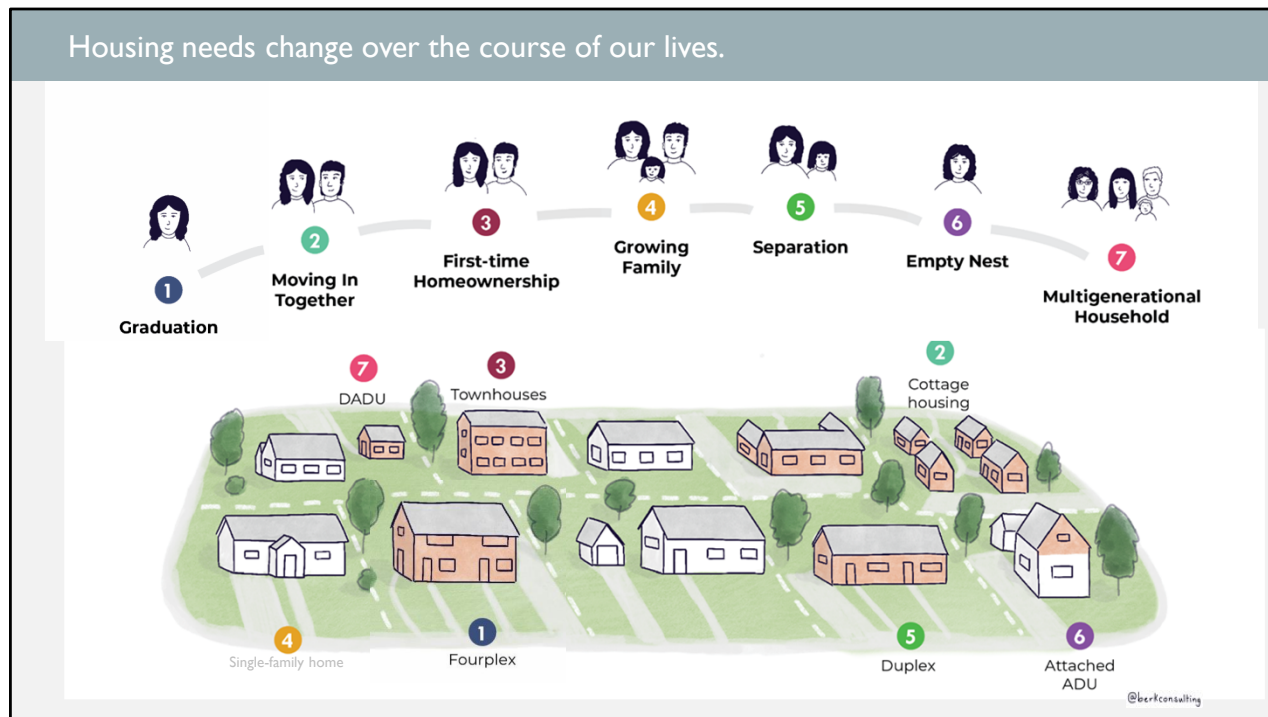 Housing needs change over the course of our lives.
1
Graduation
2
Moving In
Together
3
First-time
Homeownership
4
Growing
Family
5
Separation
6
Empty Nest
7
Multigenerational
Household
7
DADU
3
Townhouses
2
Cottage
housing
4
Single-family home
1
Fourplex
5
Duplex
6
Attached
ADU
@berkconsulting